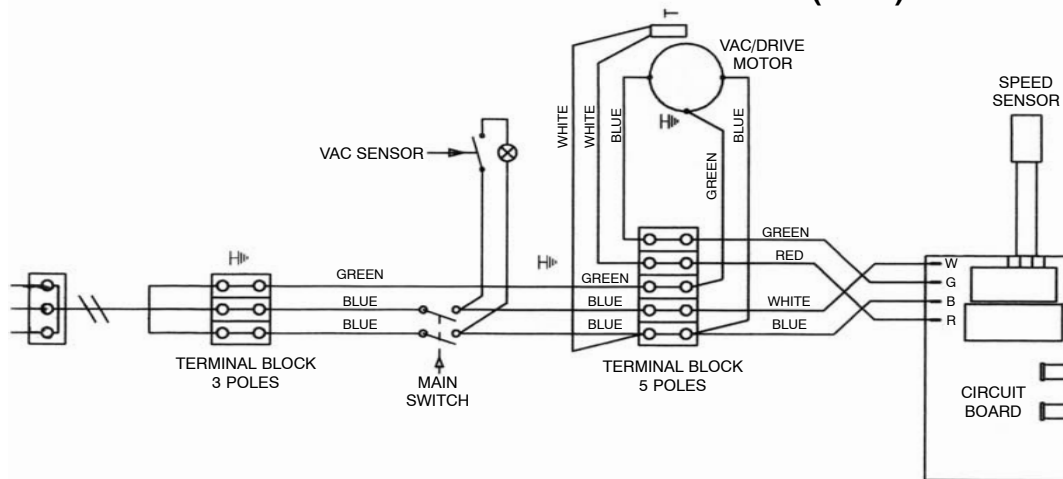 VAC/DRIVE
MOTOR
SPEED
SENSOR
VAC SENSOR
WHITE
WHITE
BLUE
GREEN
BLUE
GREEN
BLUE
BLUE
GREEN
BLUE
BLUE
GREEN
RED
WHITE
BLUE
W
G
B
R
TERMINAL BLOCK
3 POLES
MAIN
SWITCH
TERMINAL BLOCK
5 POLES
CIRCUIT
BOARD